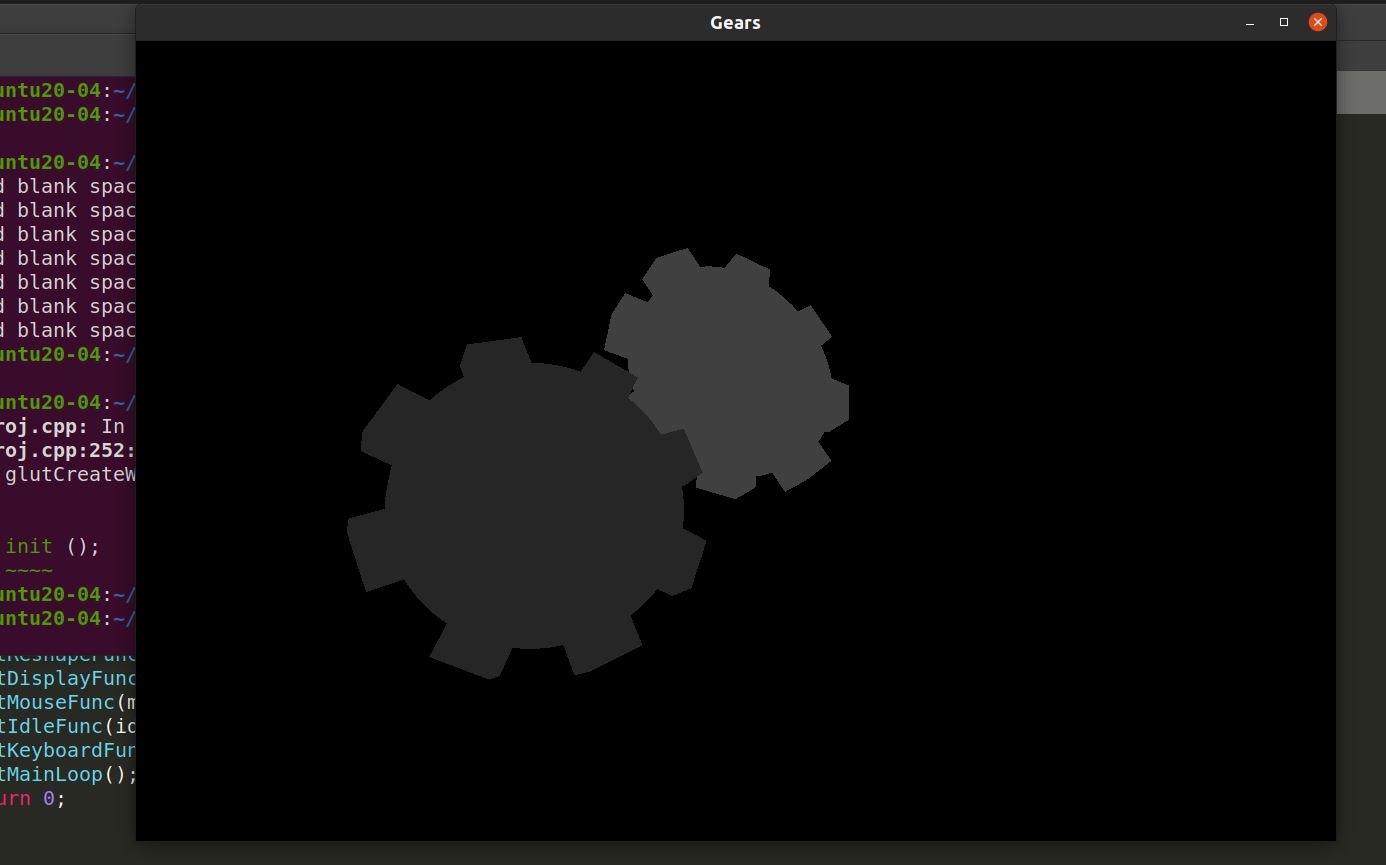 Gears
untu20-04:~/
untu20-04:~/
untu20-04:~/
d blank spac
d blank spac
d blank spac
d blank spac
d blank spac
d blank spac
d blank spac
untu20-04:~/
untu20-04:~/
roj.cpp: In
roj.cpp:252:
glutCreateW
init ();
~~~~
untu20-04:~/
untu20-04:~/
tReshapeFunc
tDisplayFunc
tMouseFunc(m
tIdleFunc(id
tKeyboardFun
tMainLoop();
urn 0;